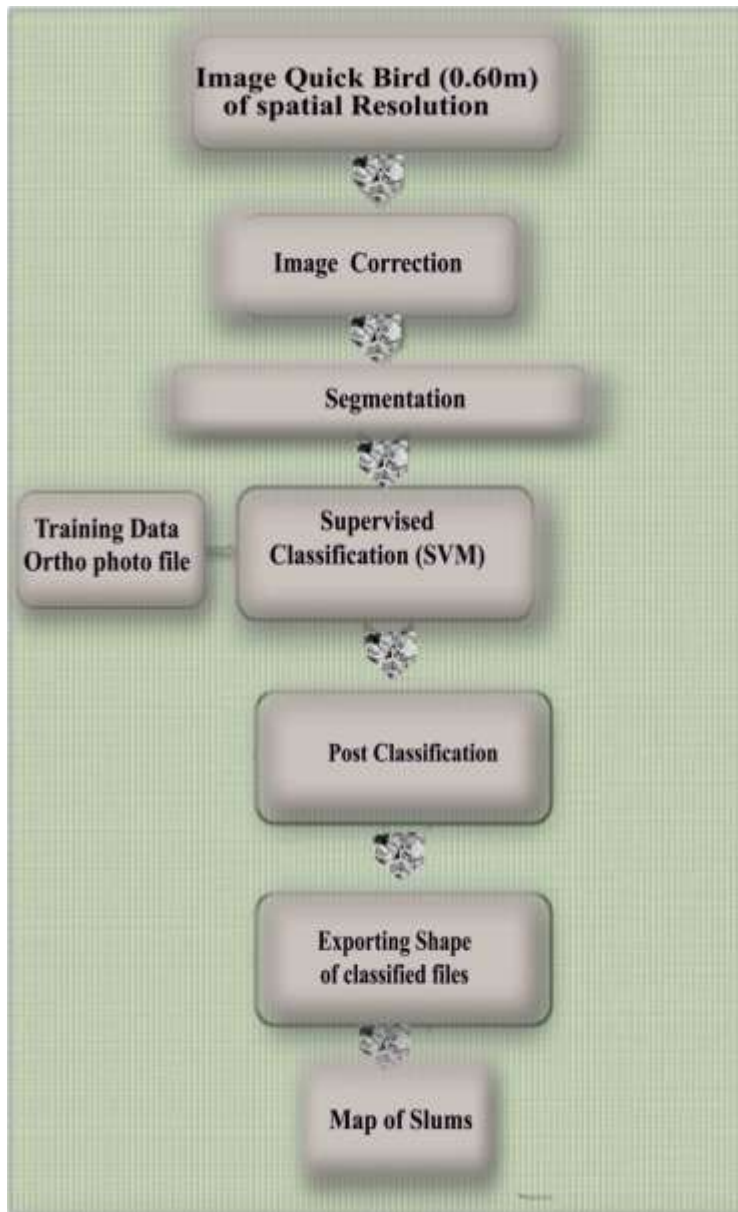 Image Quick Bird (0.60m)
of spatial Resolution
Image Correction
Segmentation
Training Data
Ortho photo file
Supervised
Classification (SVM)
Post Classification
Exporting Shape
of classified files
Map of Slums